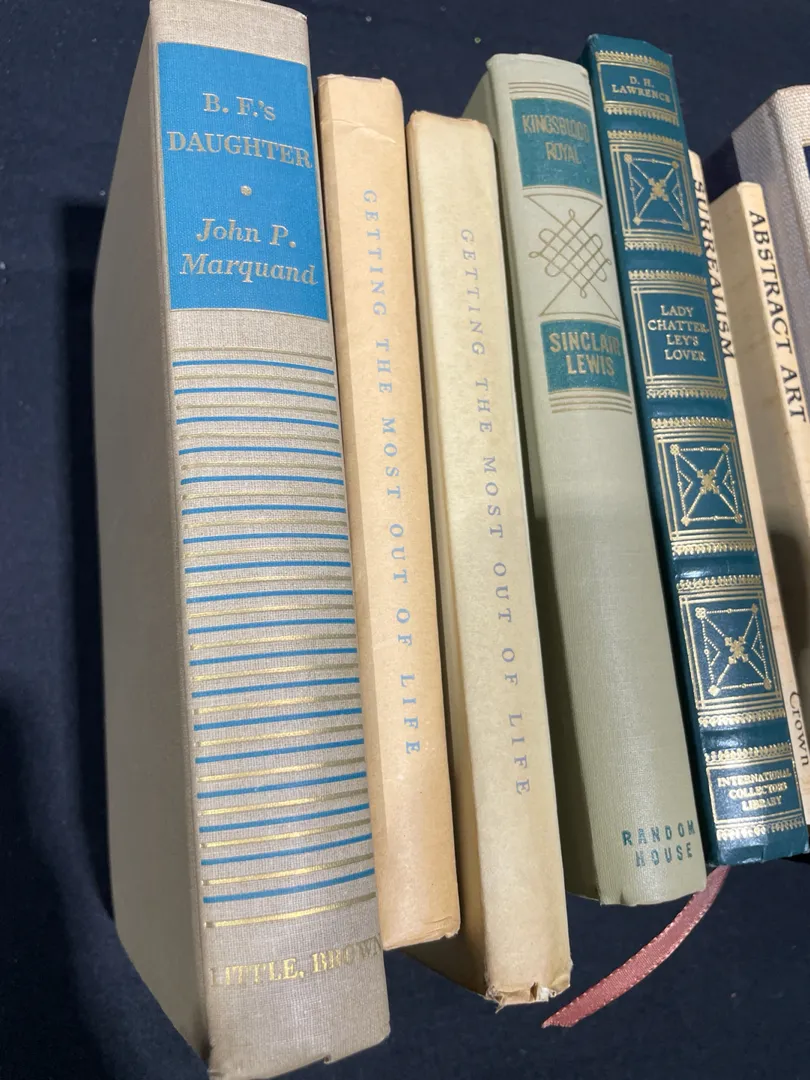 B. F.'s
DAUGHTER
•
John P.
Marquand
LITTLE, BROWN
GETTING THE MOST OUT OF LIFE
GETTING THE MOST OUT OF LIFE
KINGSBLOOD
ROYAL
SINCLAIR
LEWIS
RANDOM
HOUSE
D. H.
LAWRENCE
LADY
CHATTER-
LEY'S
LOVER
INTERNATIONAL
COLLECTORS
LIBRARY
SURREALISM
ABSTRACT ART
Crown